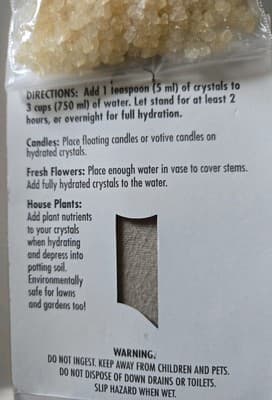 DIRECTIONS: Add 1 teaspoon (5 ml) of crystals to
3 cups (750 ml) of water. Let stand for at least 2
hours, or overnight for full hydration.
Candles: Place floating candles or votive candles on
hydrated crystals.
Fresh Flowers: Place enough water in vase to cover stems.
Add fully hydrated crystals to the water.
House Plants:
Add plant nutrients
to your crystals
when hydrating
and depress into
potting soil.
Environmentally
safe for lawns
and gardens too!
WARNING:
DO NOT INGEST. KEEP AWAY FROM CHILDREN AND PETS.
DO NOT DISPOSE OF DOWN DRAINS OR TOILETS.
SLIP HAZARD WHEN WET.